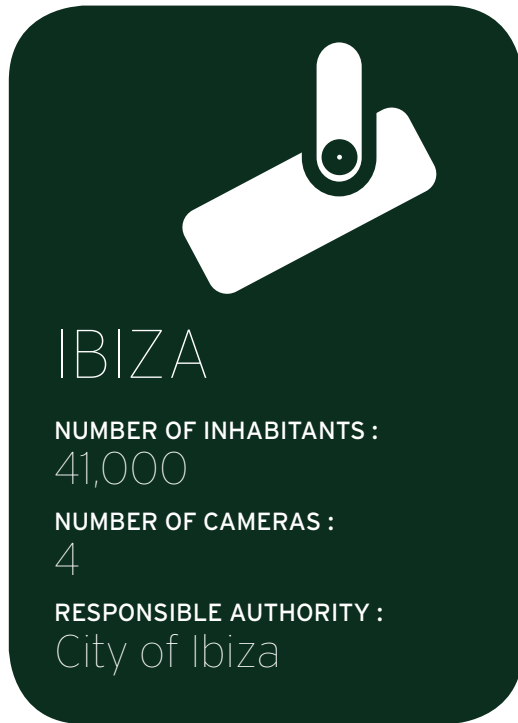 IBIZA
NUMBER OF INHABITANTS :
41,000
NUMBER OF CAMERAS :
4
RESPONSIBLE AUTHORITY :
City of Ibiza